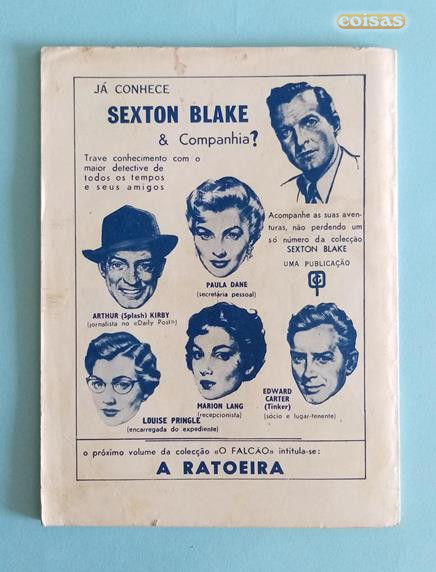 coisas
JÁ CONHECE
SEXTON BLAKE
& Companhia?
Trave conhecimento com o
maior detective de
todos os tempos
e seus amigos
Acompanhe as suas aven-
turas, não perdendo um
só número da colecção
SEXTON BLAKE
UMA PUBLICAÇÃO
PAULA DANE
(secretária pessoal)
ARTHUR (Splash) KIRBY
(jornalista no «Daily Post»)
MARION LANG
(recepcionista)
EDWARD
CARTER
(Tinker)
(sócio e lugar-tenente)
LOUISE PRINGLE
(encarregada do expediente)
o próximo volume da colecção «O FALCÃO» intitula-se:
A RATOEIRA